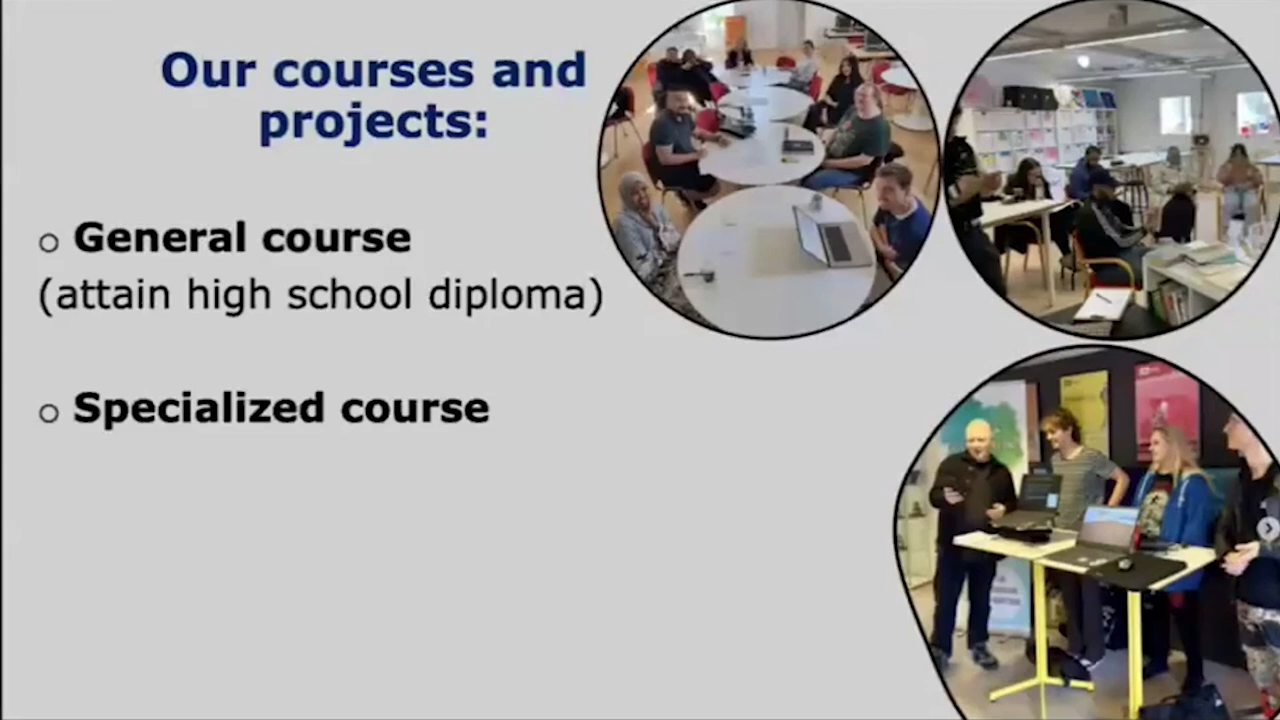 Our courses and
projects:
○ General course
(attain high school diploma)
○ Specialized course